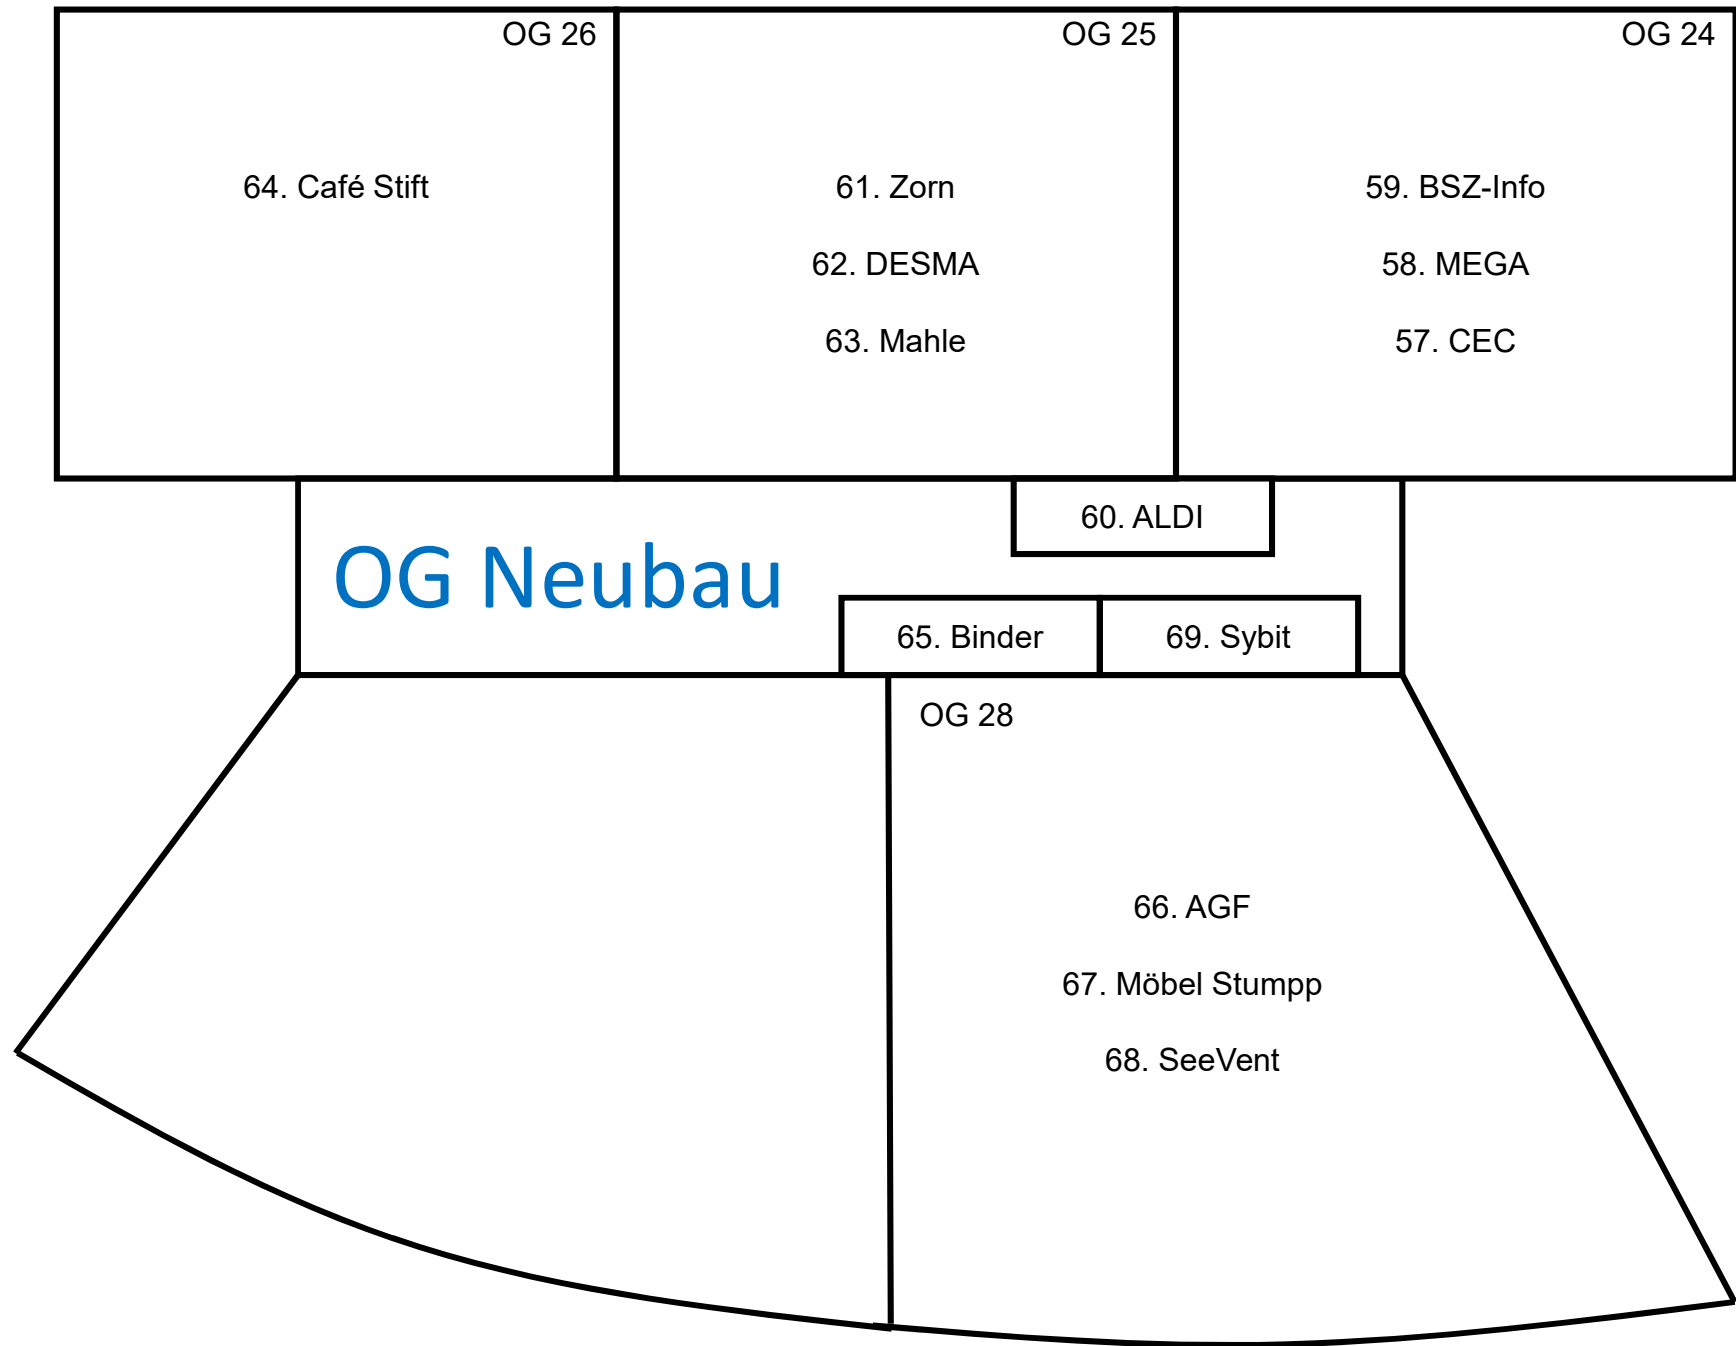 OG 26
OG 25
OG 24
64. Café Stift
61. Zorn
59. BSZ-Info
62. DESMA
58. MEGA
63. Mahle
57. CEC
60. ALDI
OG Neubau
65. Binder
69. Sybit
OG 28
66. AGF
67. Möbel Stumpp
68. SeeVent